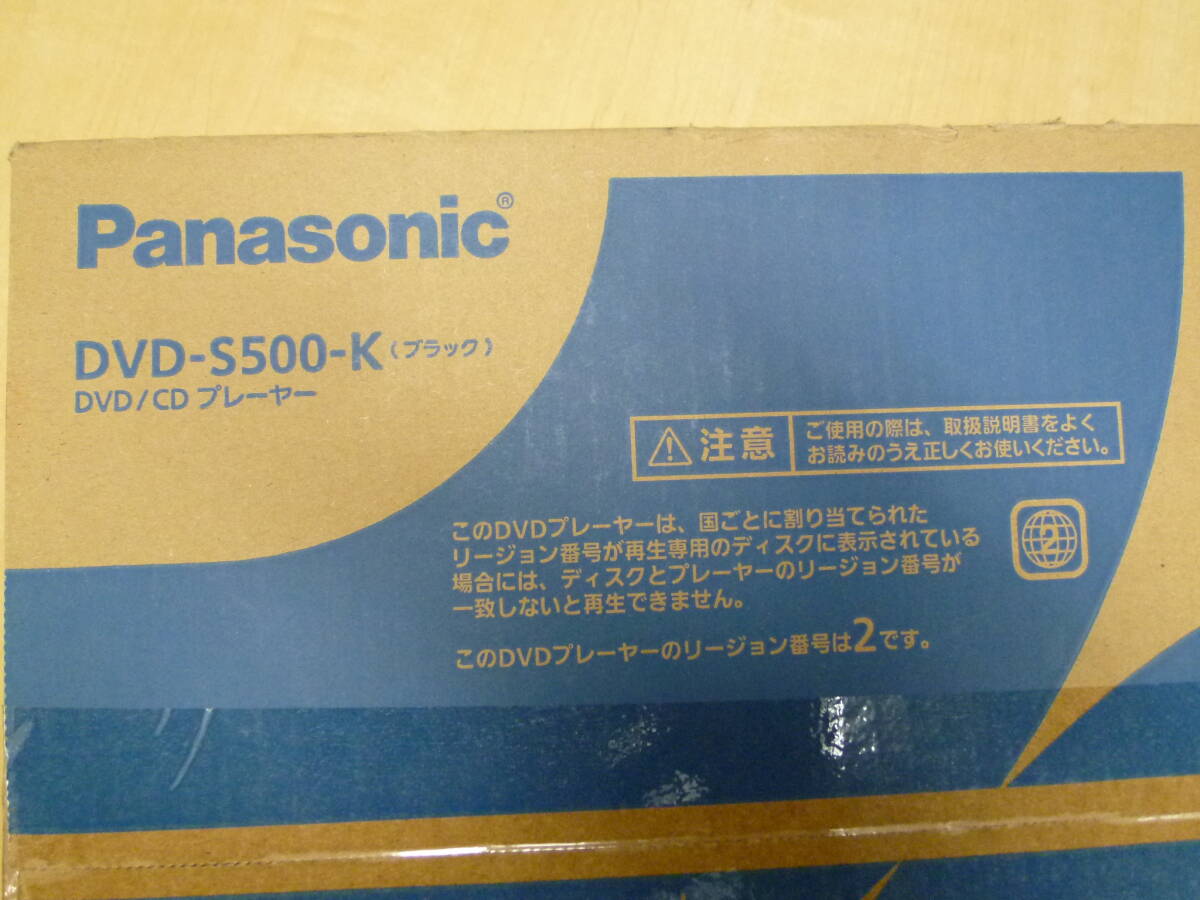 Panasonic®
DVD-S500-K（ブラック）
DVD/CD プレーヤー
注意
ご使用の際は、取扱説明書をよく
お読みのうえ正しくお使いください。
このDVDプレーヤーは、国ごとに割り当てられた
リージョン番号が再生専用のディスクに表示されている
場合には、ディスクとプレーヤーのリージョン番号が
一致しないと再生できません。
2
このDVDプレーヤーのリージョン番号は2です。